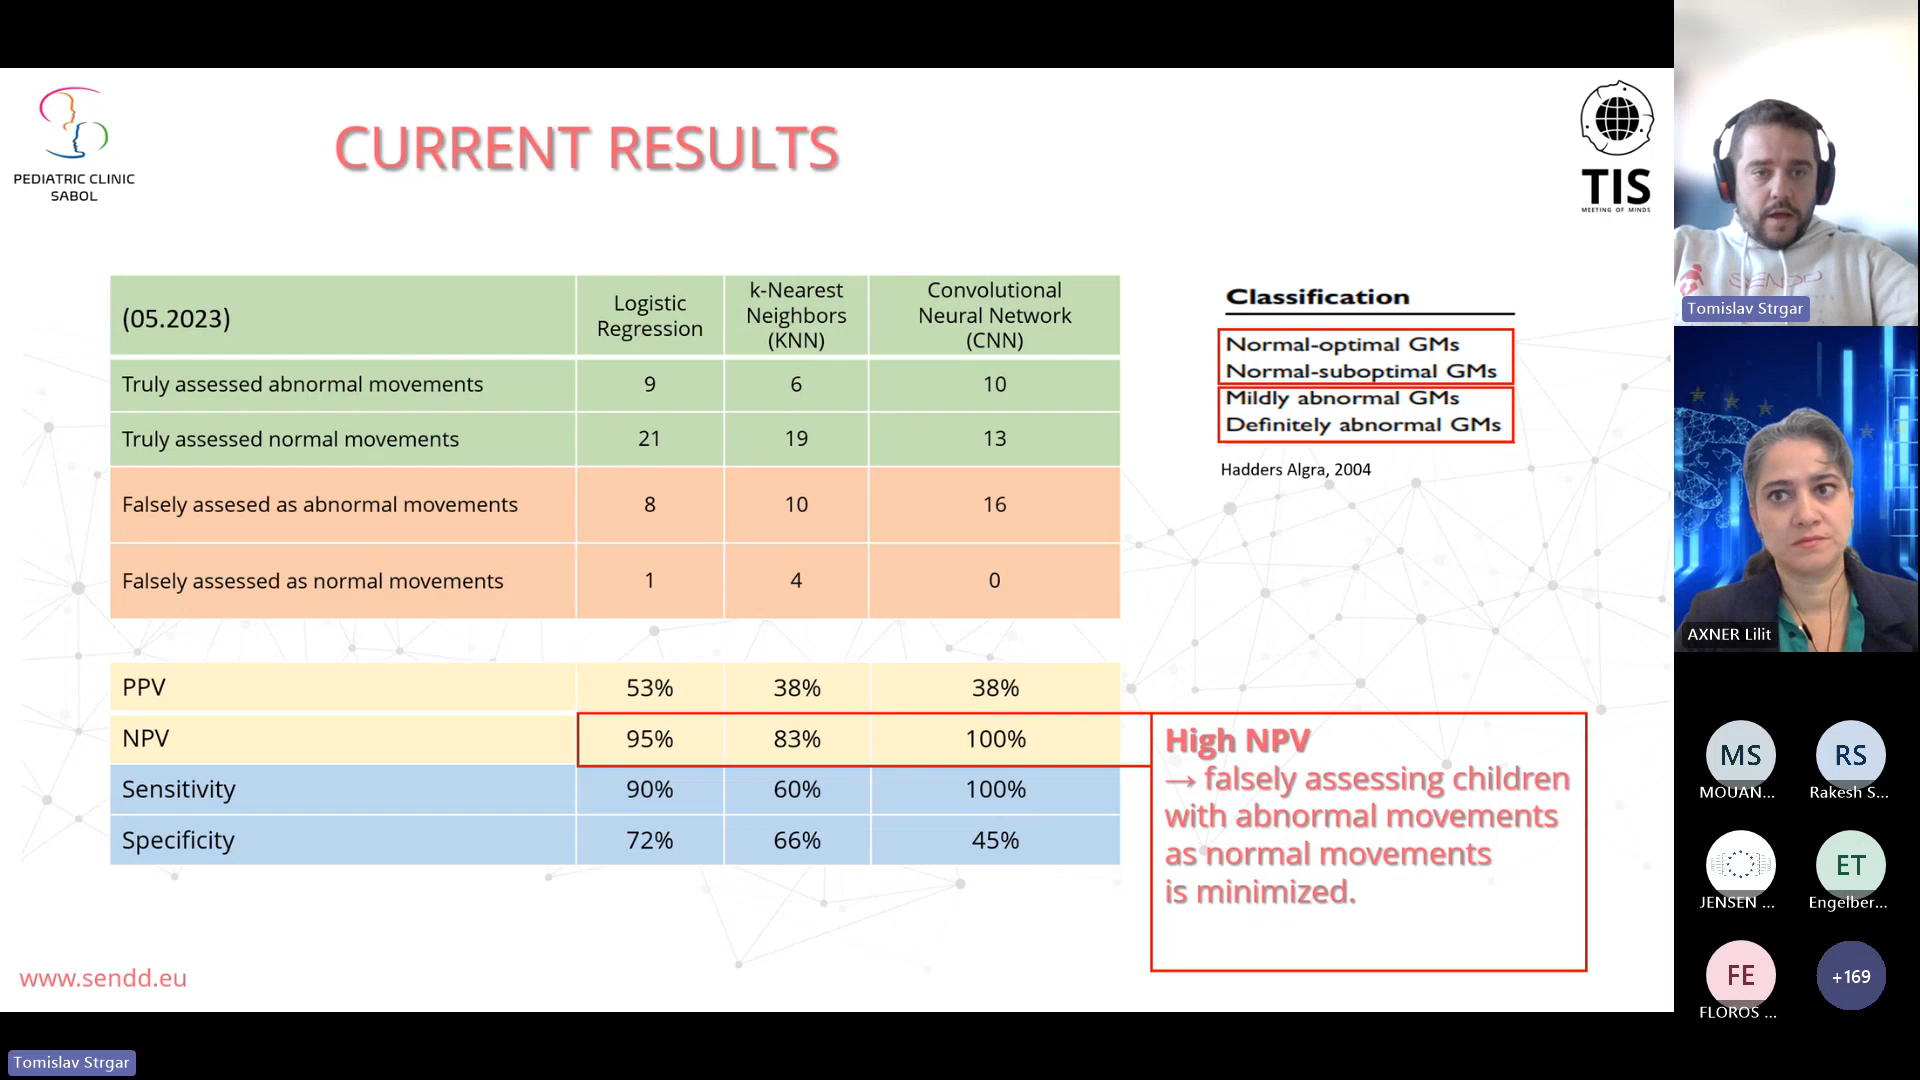 PEDIATRIC CLINIC
SABOL
CURRENT RESULTS
TIS
MEETING OF MINDS
(05.2023)
Logistic
Regression
k-Nearest
Neighbors
(KNN)
Convolutional
Neural Network
(CNN)
Truly assessed abnormal movements 9 6 10
Truly assessed normal movements 21 19 13
Falsely assesed as abnormal movements 8 10 16
Falsely assessed as normal movements 1 4 0
PPV 53% 38% 38%
NPV 95% 83% 100%
Sensitivity 90% 60% 100%
Specificity 72% 66% 45%
Classification
Normal-optimal GMs
Normal-suboptimal GMs
Mildly abnormal GMs
Definitely abnormal GMs
Hadders Algra, 2004
High NPV
→ falsely assessing children
with abnormal movements
as normal movements
is minimized.
www.sendd.eu
Tomislav Strgar
SENDD
Tomislav Strgar
AXNER Lilit
MS
MOUAN...
RS
Rakesh S...
JENSEN ...
ET
Engelber...
FE
FLOROS ...
+169